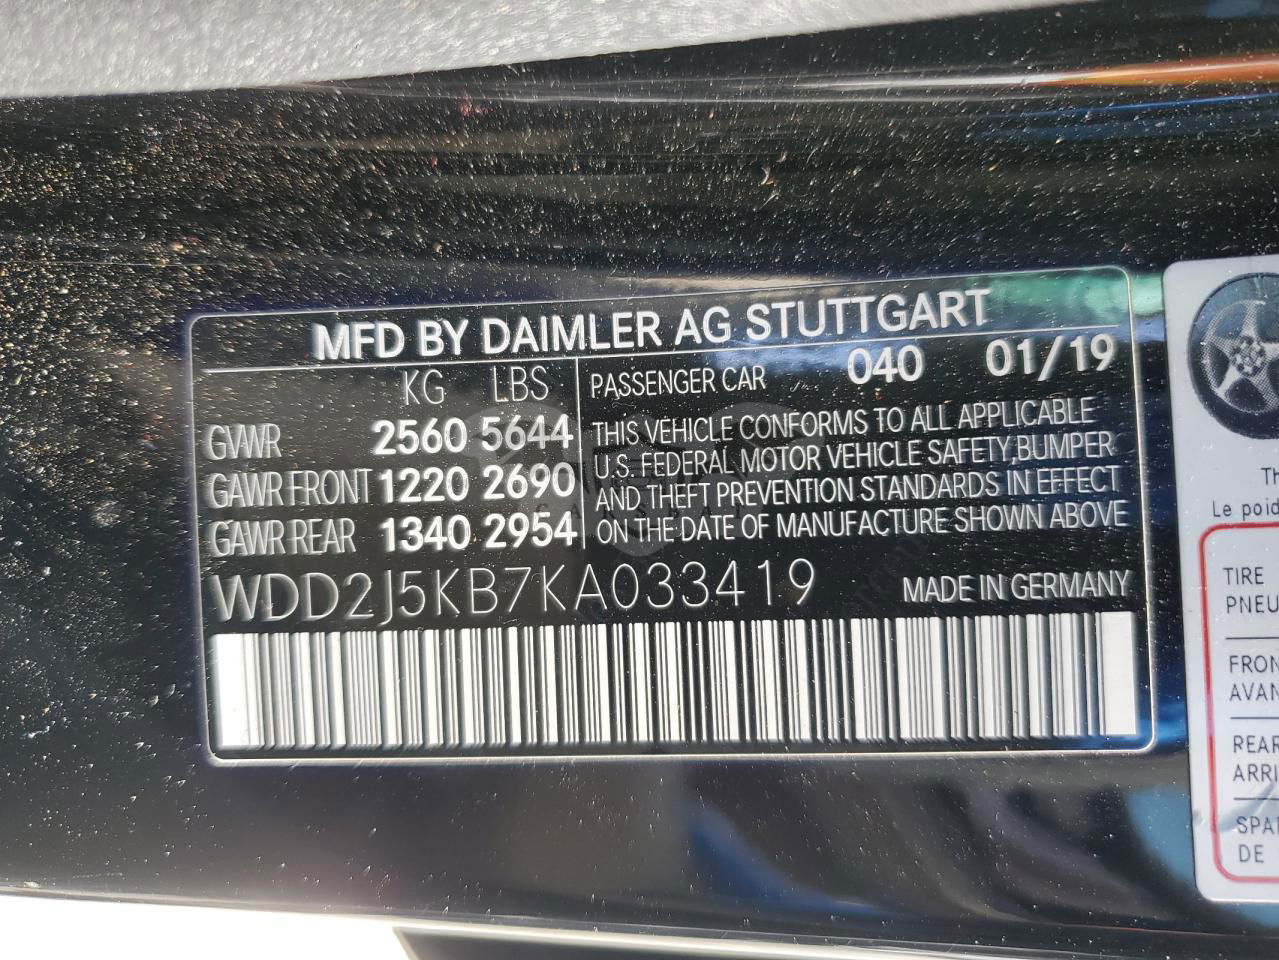 MFD BY DAIMLER AG STUTTGART
KG LBS
GVWR 2560 5644
GAWR FRONT 1220 2690
GAWR REAR 1340 2954
PASSENGER CAR 040 01/19
THIS VEHICLE CONFORMS TO ALL APPLICABLE
U.S. FEDERAL MOTOR VEHICLE SAFETY, BUMPER
AND THEFT PREVENTION STANDARDS IN EFFECT
ON THE DATE OF MANUFACTURE SHOWN ABOVE
WDD2J5KB7KA033419 MADE IN GERMANY
Th
Le poid
TIRE
PNEU
FRON
AVAN
REAR
ARRI
SPA
DE